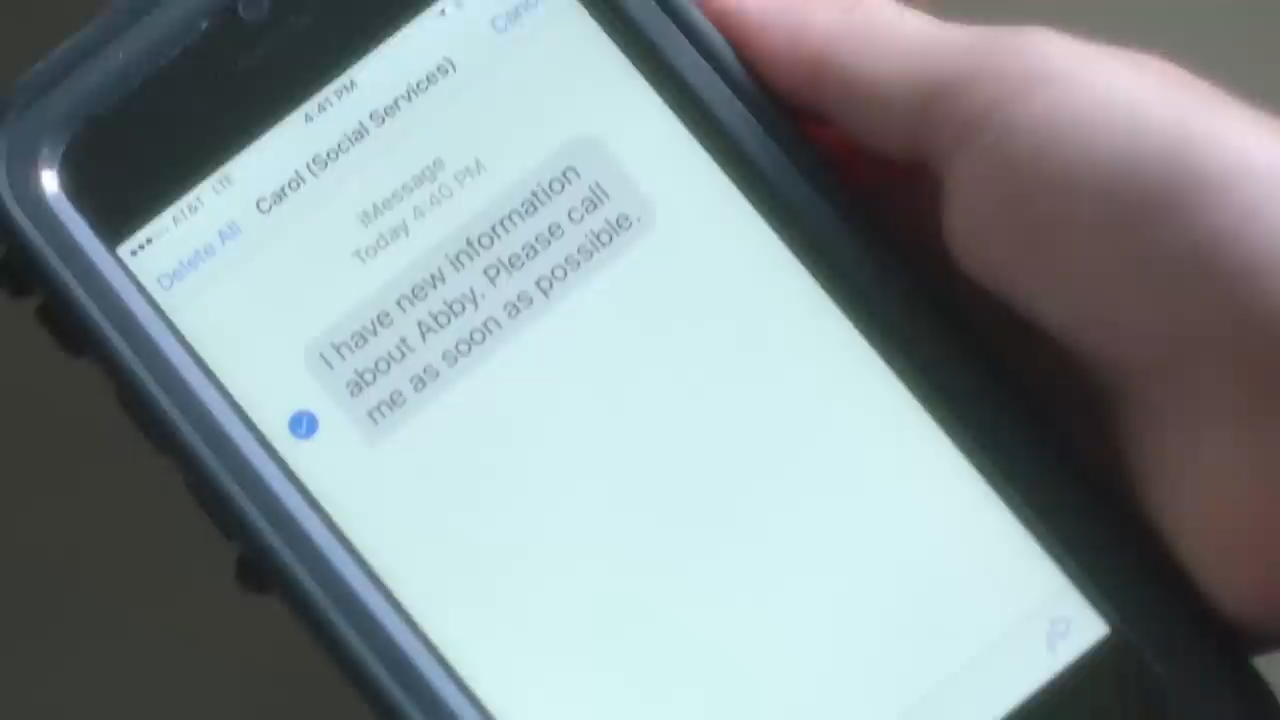 AT&T LTE
4:41 PM
Delete All
Carol (Social Services)
iMessage
Today 4:40 PM
I have new information
about Abby. Please call
me as soon as possible.